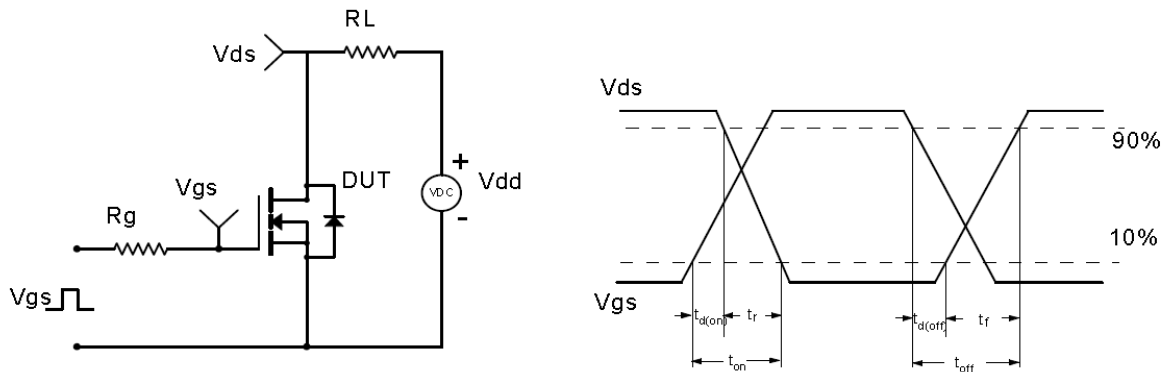 RL
Vds
+
VDC
Vdd
-
DUT
Vgs
Rg
Vgs
Vds
90%
10%
Vgs
td(on)
tr
ton
td(off)
tf
toff